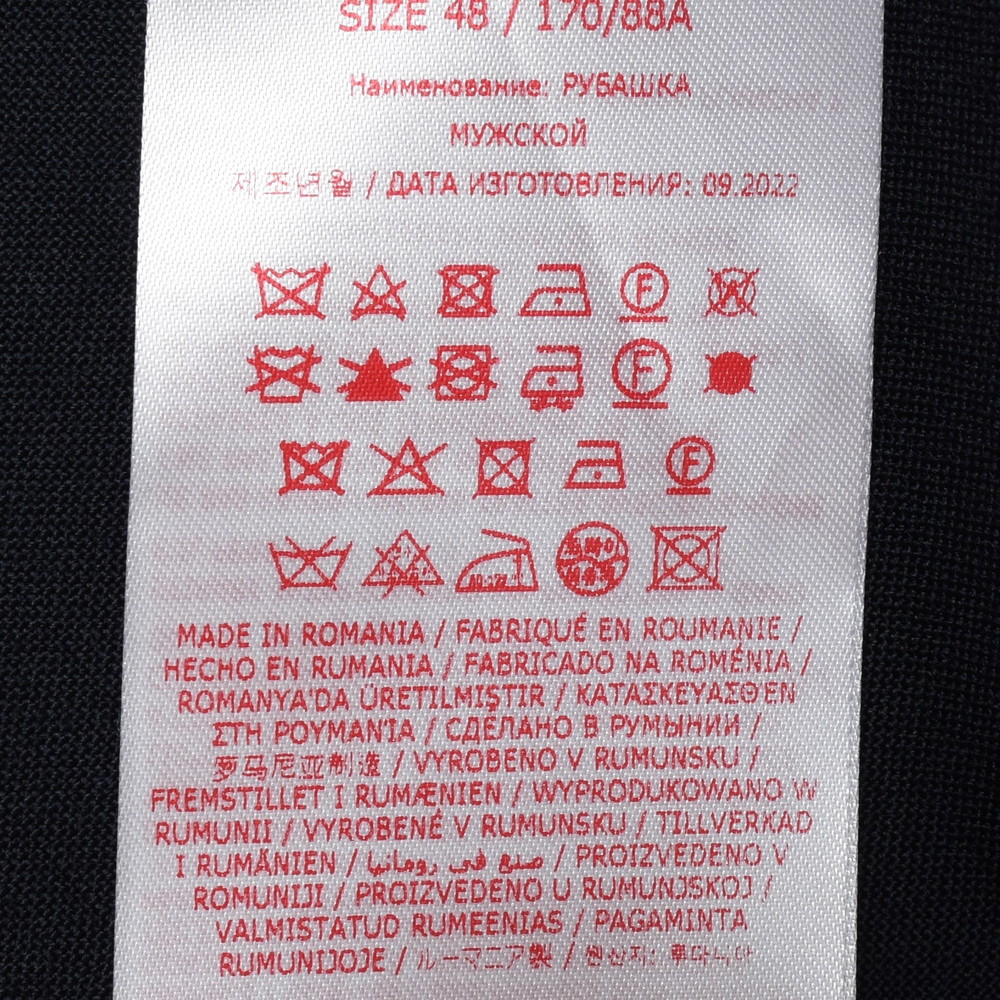 SIZE 48 / 170/88A
Наименование: РУБАШКА
МУЖСКОЙ
제조년월 / ДАТА ИЗГОТОВЛЕНИЯ: 09.2022
F W
F
F
MADE IN ROMANIA / FABRIQUÉ EN ROUMANIE /
HECHO EN RUMANIA / FABRICADO NA ROMÉNIA /
ROMANYA'DA ÜRETILMIŞTIR / ΚΑΤΑΣΚΕΥΑΣΘΕΝ
ΣΤΗ ΡΟΥΜΑΝΊΑ / СДЕЛАНО В РУМЫНИИ /
罗马尼亚制造 / VYROBENO V RUMUNSKU /
FREMSTILLET I RUMÆNIEN / WYPRODUKOWANO W
RUMUNII / VYROBENÉ V RUMUNSKU / TILLVERKAD
I RUMÄNIEN / صنع في رومانيا / PROIZVEDENO V
ROMUNIJI / PROIZVEDENO U RUMUNJSKOJ /
VALMISTATUD RUMEENIAS / PAGAMINTA
RUMUNIJOJE / ルーマニア製 / 원산지: 루마니아